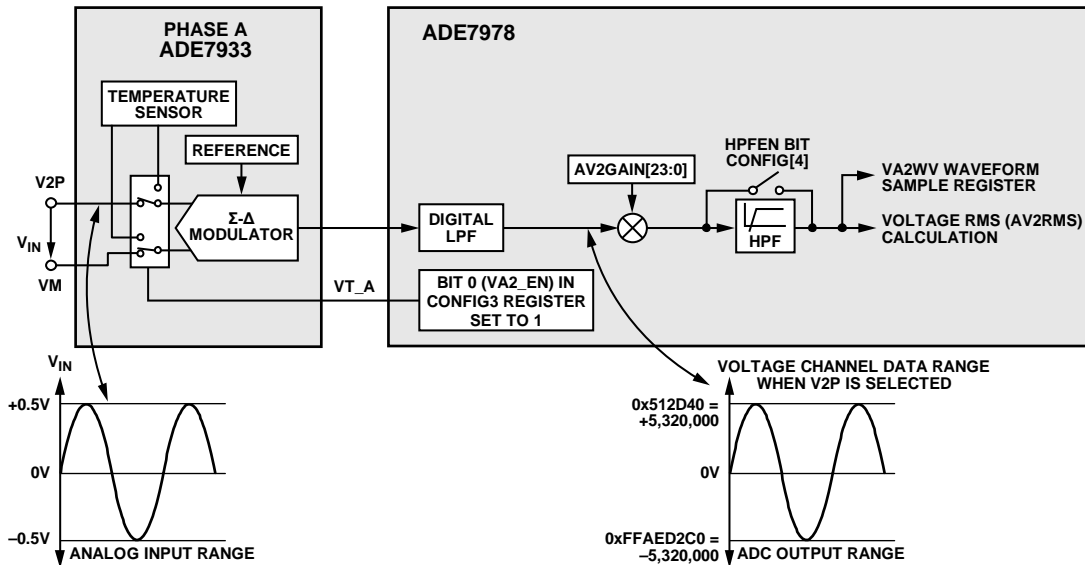 PHASE A
ADE7933
ADE7978
TEMPERATURE
SENSOR
REFERENCE
V2P
VIN
VM
Σ-Δ
MODULATOR
VT_A
DIGITAL
LPF
AV2GAIN[23:0]
HPFEN BIT
CONFIG[4]
HPF
VA2WV WAVEFORM
SAMPLE REGISTER
VOLTAGE RMS (AV2RMS)
CALCULATION
BIT 0 (VA2_EN) IN
CONFIG3 REGISTER
SET TO 1
VIN
+0.5V
0V
–0.5V
ANALOG INPUT RANGE
VOLTAGE CHANNEL DATA RANGE
WHEN V2P IS SELECTED
0x512D40 =
+5,320,000
0V
0xFFAED2C0 =
–5,320,000
ADC OUTPUT RANGE